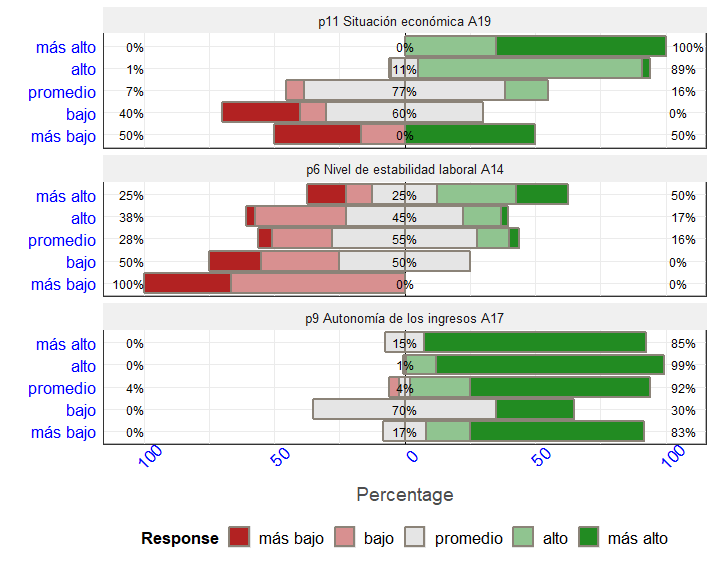 p11 Situación económica A19
más alto 0% 0% 100%
alto 1% 11% 89%
promedio 7% 77% 16%
bajo 40% 60% 0%
más bajo 50% 0% 50%
p6 Nivel de estabilidad laboral A14
más alto 25% 25% 50%
alto 38% 45% 17%
promedio 28% 55% 16%
bajo 50% 50% 0%
más bajo 100% 0% 0%
p9 Autonomía de los ingresos A17
más alto 0% 15% 85%
alto 0% 1% 99%
promedio 4% 4% 92%
bajo 0% 70% 30%
más bajo 0% 17% 83%
100 50 0 50 100
Percentage
Response más bajo bajo promedio alto más alto